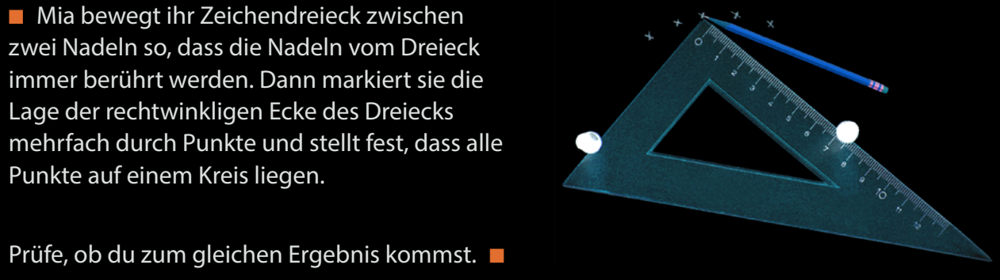 ■ Mia bewegt ihr Zeichendreieck zwischen
zwei Nadeln so, dass die Nadeln vom Dreieck
immer berührt werden. Dann markiert sie die
Lage der rechtwinkligen Ecke des Dreiecks
mehrfach durch Punkte und stellt fest, dass alle
Punkte auf einem Kreis liegen.
Prüfe, ob du zum gleichen Ergebnis kommst. ■
0 1 2 3 4 5 6 7 8 9 10 11 12